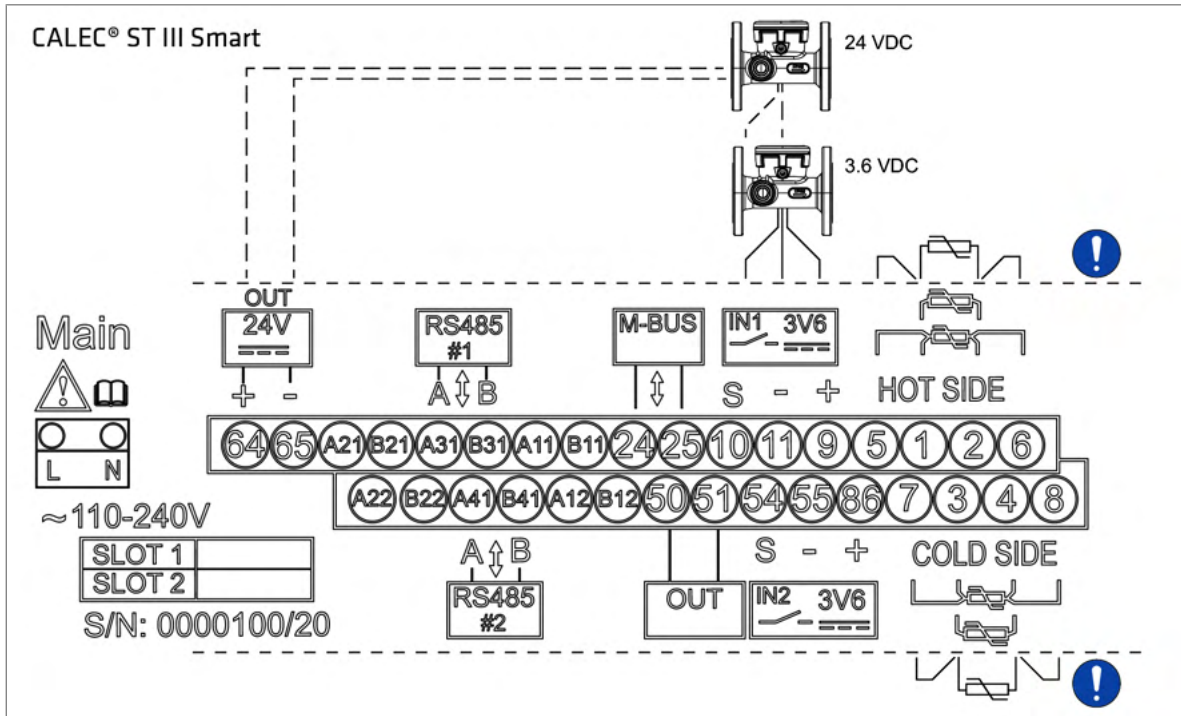 CALEC® ST III Smart
24 VDC
3.6 VDC
Main
OUT
24V
RS485
#1
M-BUS
IN1 3V6
+ -
A B
S - +
HOT SIDE
64 65 A21 B21 A31 B31 A11 B11 24 25 10 11 9 5 1 2 6
L N
A22 B22 A41 B41 A12 B12 50 51 54 55 86 7 3 4 8
~110-240V
SLOT 1
SLOT 2
S/N: 0000100/20
A B
S - +
COLD SIDE
RS485
#2
OUT
IN2 3V6